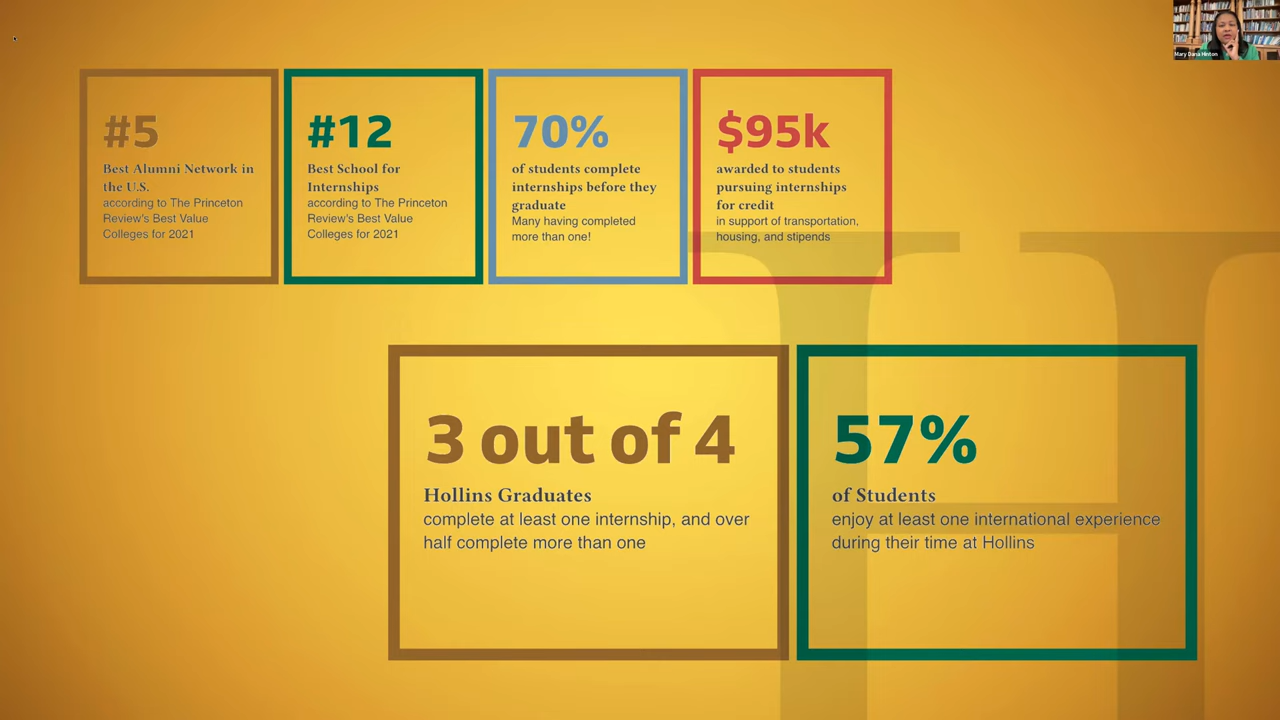 Mary Dana Hinton
#5
Best Alumni Network in
the U.S.
according to The Princeton
Review's Best Value
Colleges for 2021
#12
Best School for
Internships
according to The Princeton
Review's Best Value
Colleges for 2021
70%
of students complete
internships before they
graduate
Many having completed
more than one!
$95k
awarded to students
pursuing internships
for credit
in support of transportation,
housing, and stipends
3 out of 4
Hollins Graduates
complete at least one internship, and over
half complete more than one
57%
of Students
enjoy at least one international experience
during their time at Hollins
H